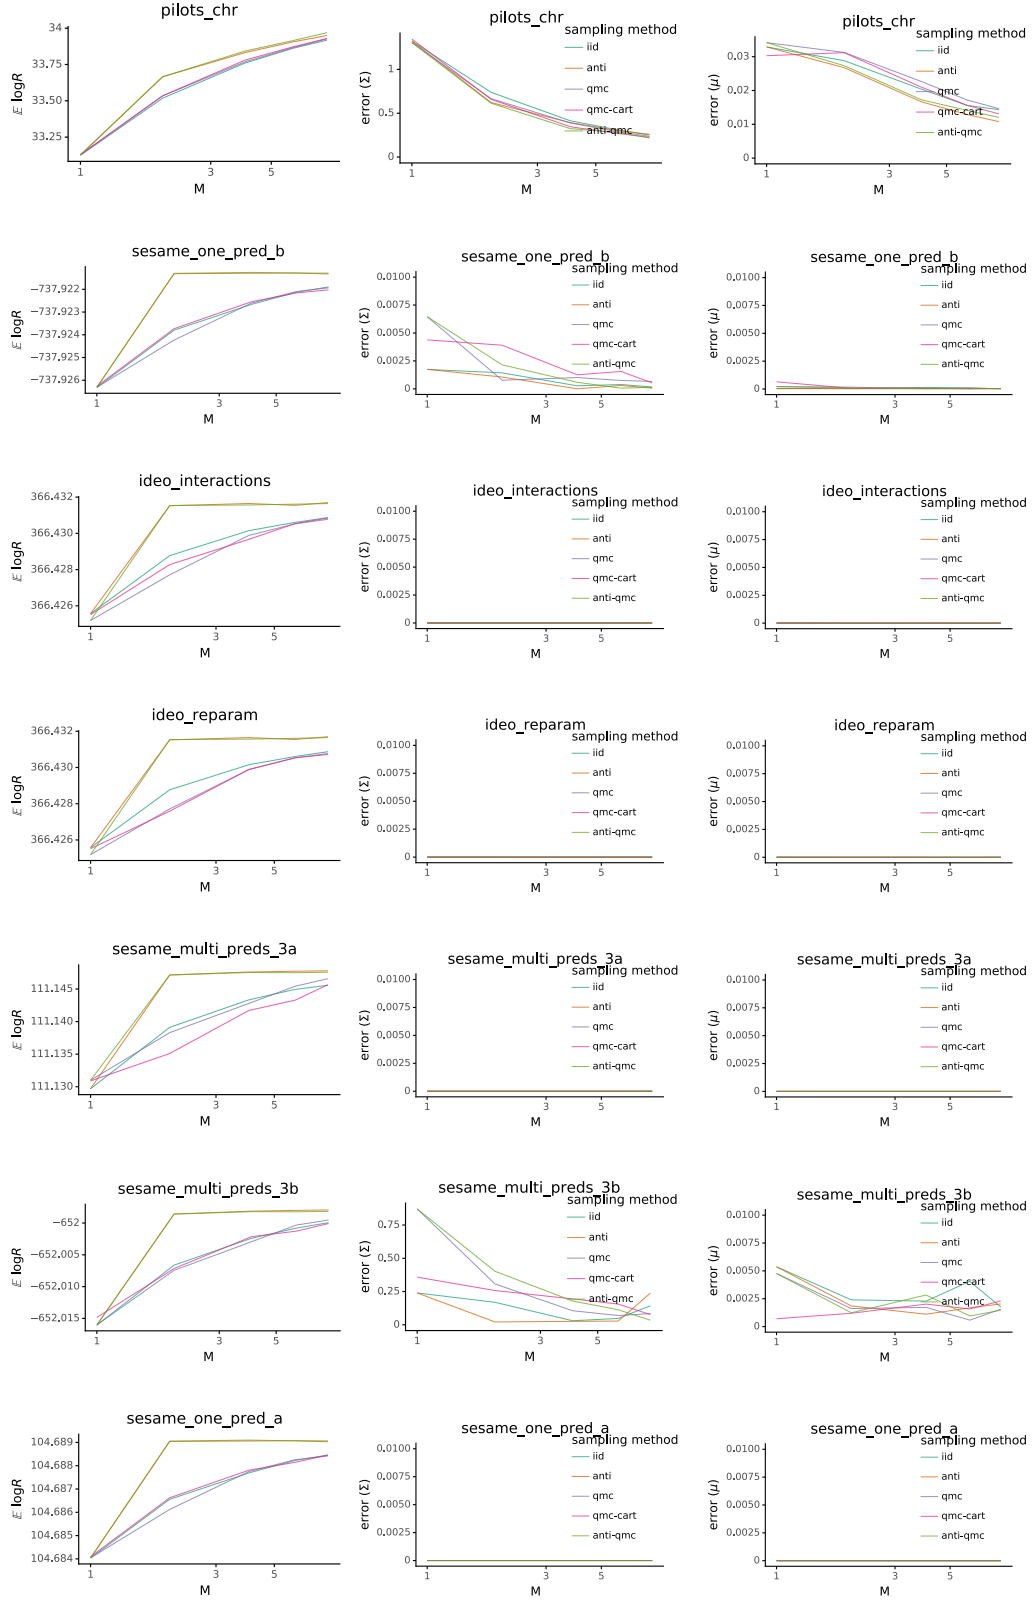 pilots_chr
34
33.75
33.50
33.25
𝔼 logR
1
3
5
M
pilots_chr
sampling method
iid
anti
qmc
qmc-cart
anti-qmc
1
0.5
0
error (Σ)
1
3
5
M
pilots_chr
sampling method
iid
anti
qmc
qmc-cart
anti-qmc
0.03
0.02
0.01
0
error (μ)
1
3
5
M
sesame_one_pred_b
−737.922
−737.923
−737.924
−737.925
−737.926
𝔼 logR
1
3
5
M
sesame_one_pred_b
sampling method
iid
anti
qmc
qmc-cart
anti-qmc
0.0100
0.0075
0.0050
0.0025
0
error (Σ)
1
3
5
M
sesame_one_pred_b
sampling method
iid
anti
qmc
qmc-cart
anti-qmc
0.0100
0.0075
0.0050
0.0025
0
error (μ)
1
3
5
M
ideo_interactions
366.432
366.430
366.428
366.426
𝔼 logR
1
3
5
M
ideo_interactions
sampling method
iid
anti
qmc
qmc-cart
anti-qmc
0.0100
0.0075
0.0050
0.0025
0
error (Σ)
1
3
5
M
ideo_interactions
sampling method
iid
anti
qmc
qmc-cart
anti-qmc
0.0100
0.0075
0.0050
0.0025
0
error (μ)
1
3
5
M
ideo_reparam
366.432
366.430
366.428
366.426
𝔼 logR
1
3
5
M
ideo_reparam
sampling method
iid
anti
qmc
qmc-cart
anti-qmc
0.0100
0.0075
0.0050
0.0025
0
error (Σ)
1
3
5
M
ideo_reparam
sampling method
iid
anti
qmc
qmc-cart
anti-qmc
0.0100
0.0075
0.0050
0.0025
0
error (μ)
1
3
5
M
sesame_multi_preds_3a
111.145
111.140
111.135
111.130
𝔼 logR
1
3
5
M
sesame_multi_preds_3a
sampling method
iid
anti
qmc
qmc-cart
anti-qmc
0.0100
0.0075
0.0050
0.0025
0
error (Σ)
1
3
5
M
sesame_multi_preds_3a
sampling method
iid
anti
qmc
qmc-cart
anti-qmc
0.0100
0.0075
0.0050
0.0025
0
error (μ)
1
3
5
M
sesame_multi_preds_3b
−652
−652.005
−652.010
−652.015
𝔼 logR
1
3
5
M
sesame_multi_preds_3b
sampling method
iid
anti
qmc
qmc-cart
anti-qmc
0.75
0.50
0.25
0
error (Σ)
1
3
5
M
sesame_multi_preds_3b
sampling method
iid
anti
qmc
qmc-cart
anti-qmc
0.0100
0.0075
0.0050
0.0025
0
error (μ)
1
3
5
M
sesame_one_pred_a
104.689
104.688
104.687
104.686
104.685
104.684
𝔼 logR
1
3
5
M
sesame_one_pred_a
sampling method
iid
anti
qmc
qmc-cart
anti-qmc
0.0100
0.0075
0.0050
0.0025
0
error (Σ)
1
3
5
M
sesame_one_pred_a
sampling method
iid
anti
qmc
qmc-cart
anti-qmc
0.0100
0.0075
0.0050
0.0025
0
error (μ)
1
3
5
M